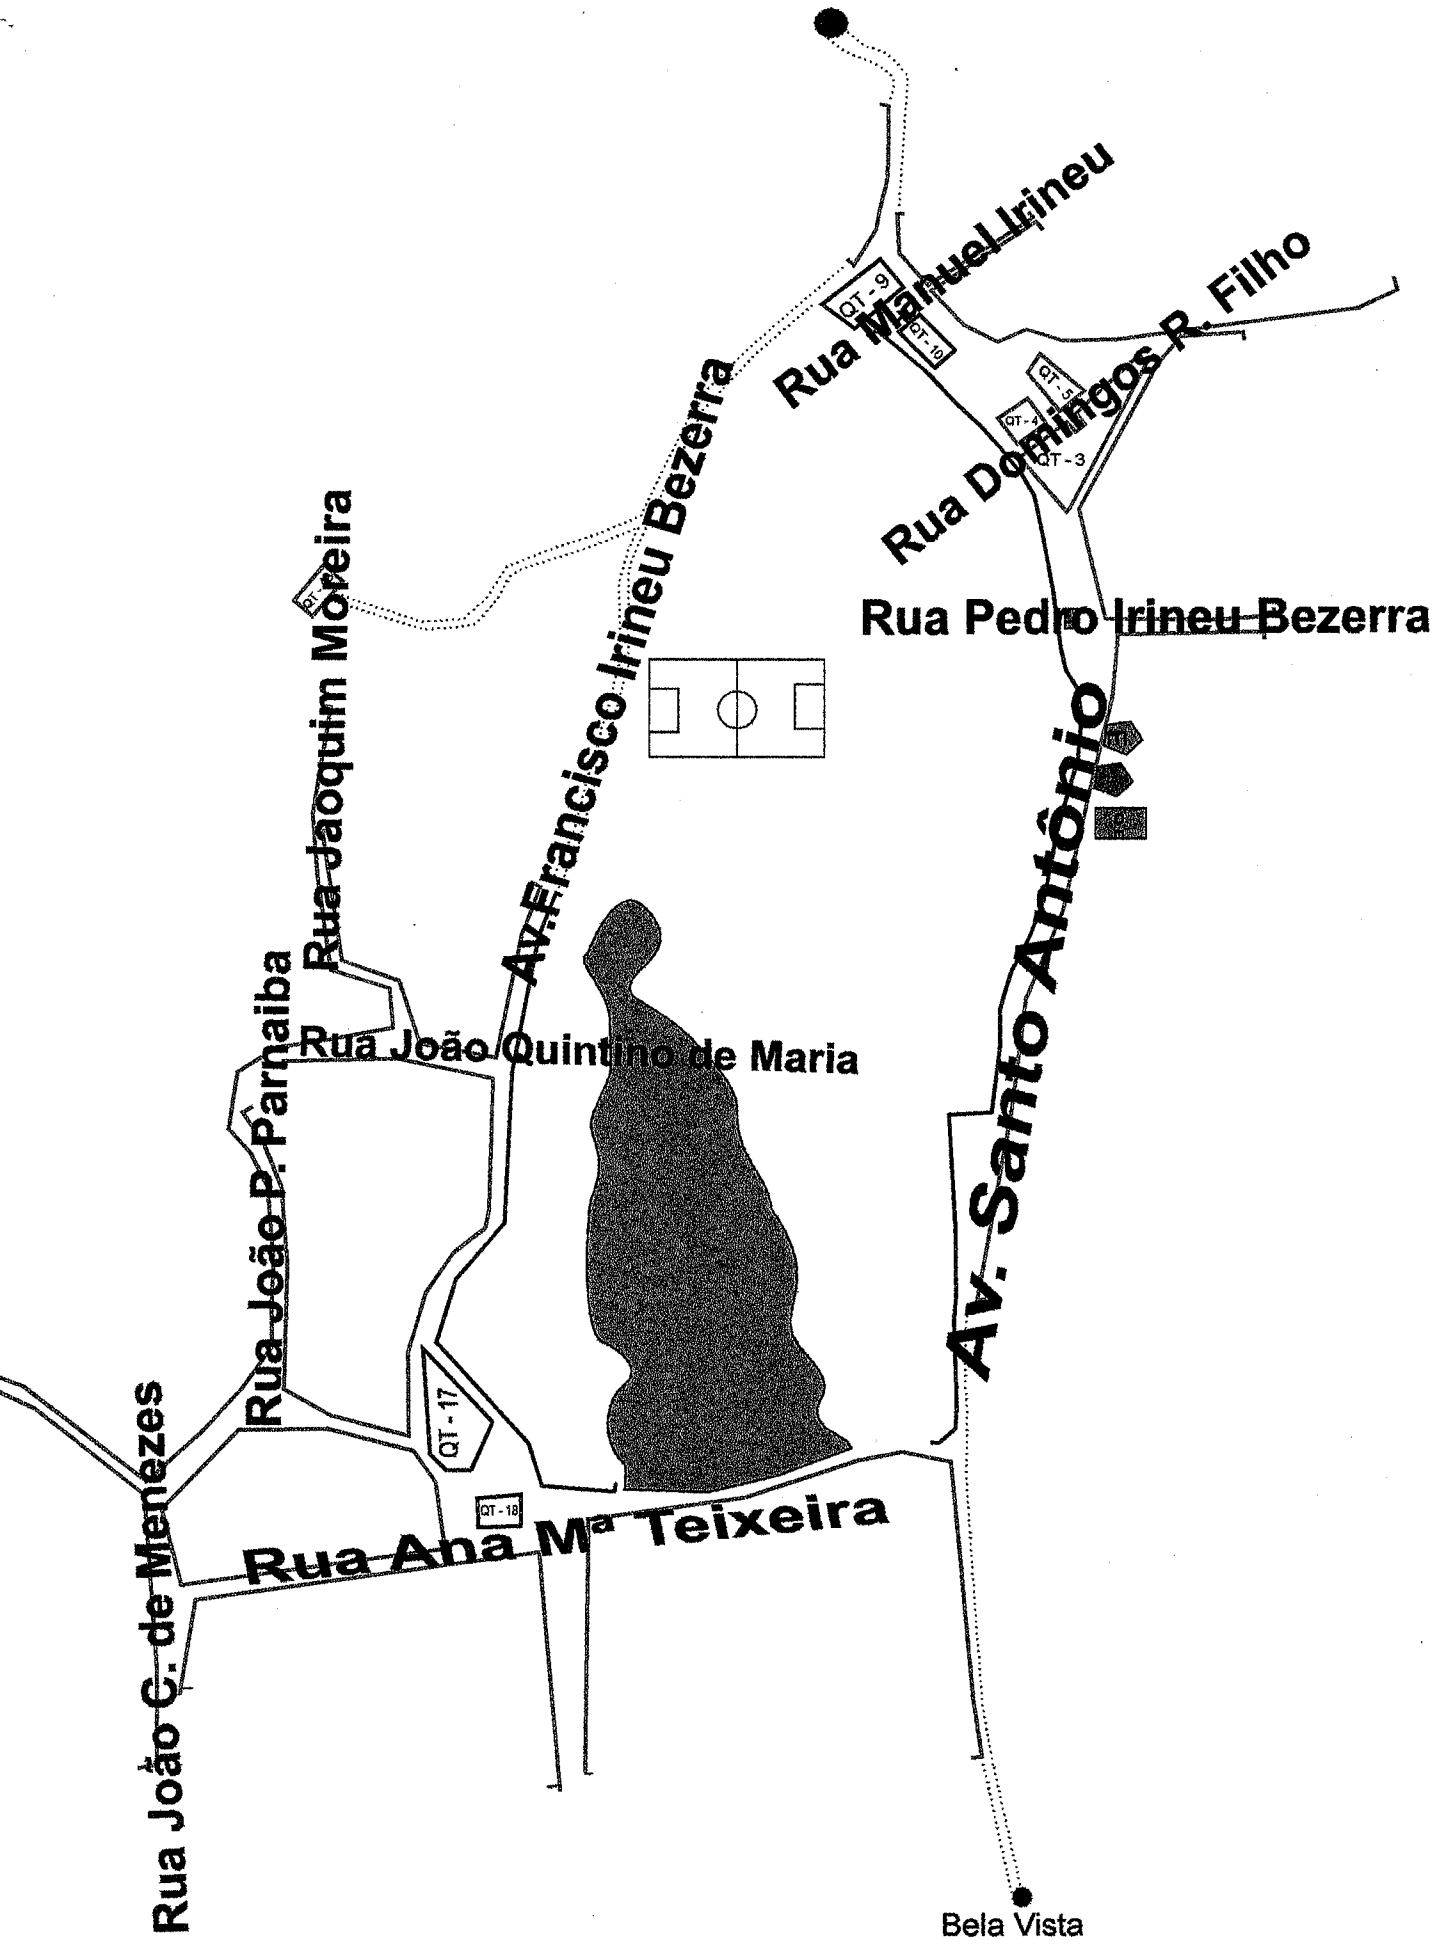 Rua Manuel Irineu
Rua Domingos R. Filho
QT - 9
QT - 10
QT - 5
QT - 4
QT - 3
Av.Francisco Irineu Bezerra
Rua Jaoquim Moreira
QT -
Rua Pedro Irineu Bezerra
Av. Santo Antônio
Rua João P. Parnaiba
Rua João Quintino de Maria
QT - 17
QT - 18
Rua João C. de Menezes
Rua Ana Mª Teixeira
Bela Vista